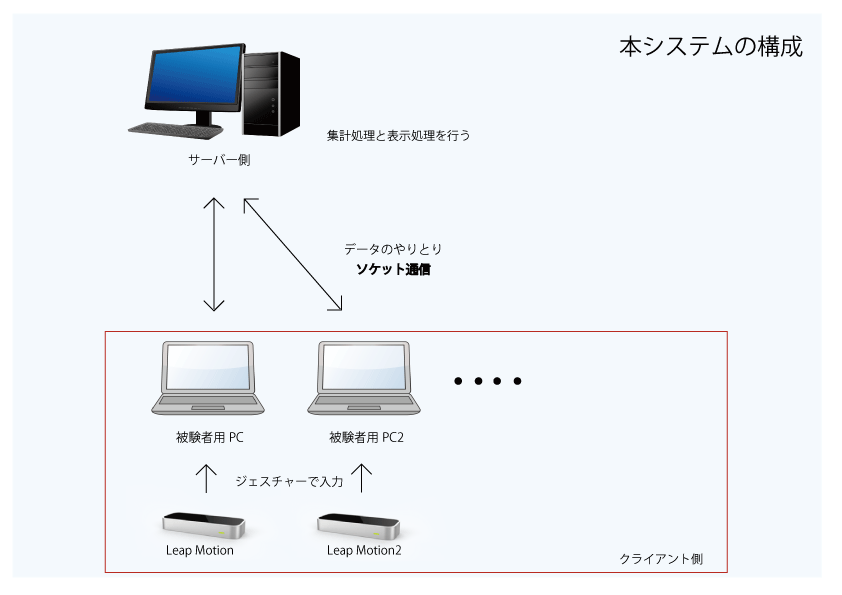 本システムの構成
集計処理と表示処理を行う
サーバー側
データのやりとり
ソケット通信
被験者用 PC
被験者用 PC2
ジェスチャーで入力
Leap Motion
Leap Motion2
クライアント側